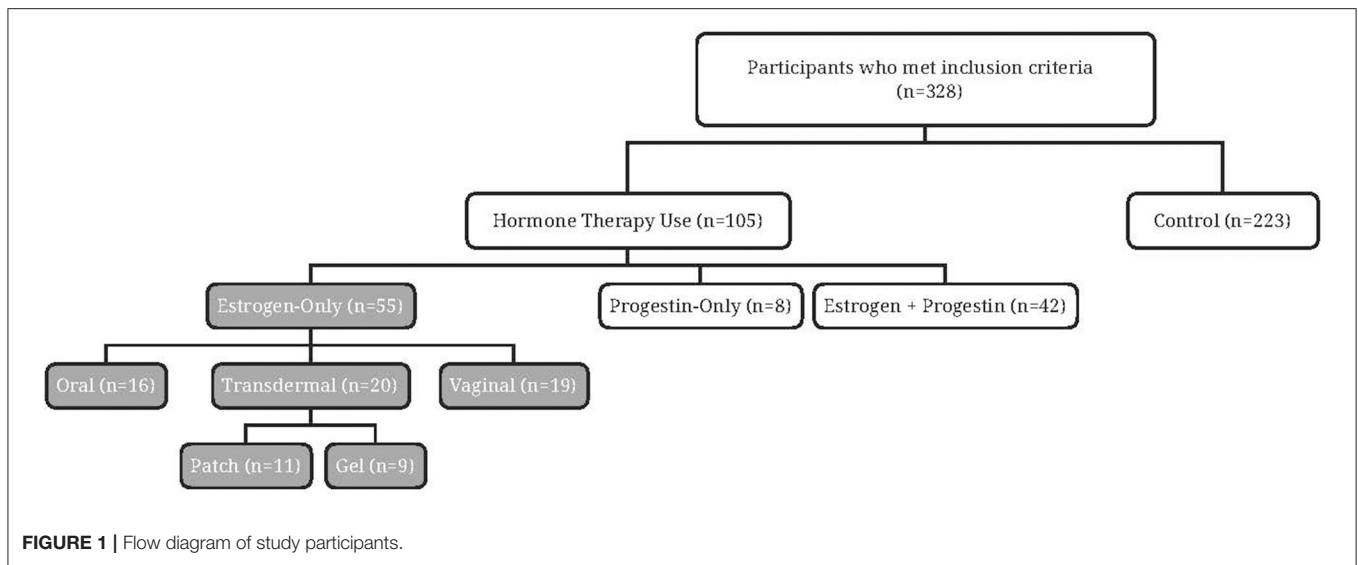 Participants who met inclusion criteria
(n=328)
Hormone Therapy Use (n=105)
Control (n=223)
Estrogen-Only (n=55)
Progestin-Only (n=8)
Estrogen + Progestin (n=42)
Oral (n=16)
Transdermal (n=20)
Vaginal (n=19)
Patch (n=11)
Gel (n=9)
FIGURE 1 | Flow diagram of study participants.